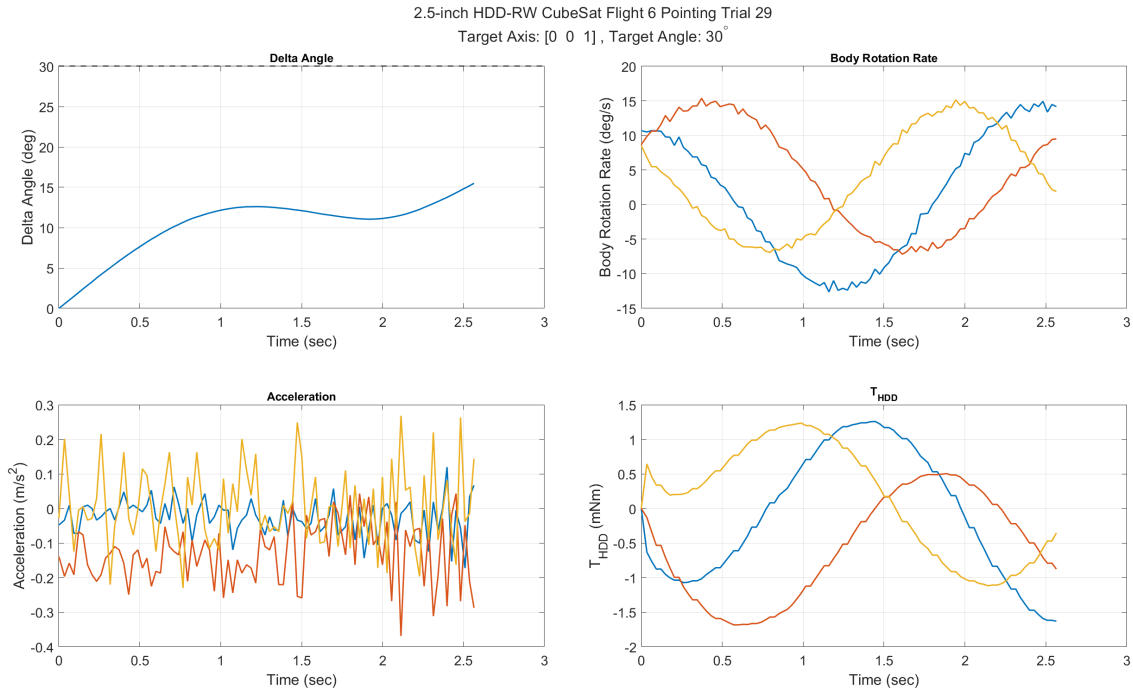 2.5-inch HDD-RW CubeSat Flight 6 Pointing Trial 29
Target Axis: [0 0 1] , Target Angle: 30°
Delta Angle
30
25
20
15
10
5
0
Delta Angle (deg)
0 0.5 1 1.5 2 2.5 3
Time (sec)
Body Rotation Rate
20
15
10
5
0
-5
-10
-15
Body Rotation Rate (deg/s)
0 0.5 1 1.5 2 2.5 3
Time (sec)
Acceleration
0.3
0.2
0.1
0
-0.1
-0.2
-0.3
-0.4
Acceleration (m/s²)
0 0.5 1 1.5 2 2.5 3
Time (sec)
T_HDD
1.5
1
0.5
0
-0.5
-1
-1.5
-2
T_HDD (mNm)
0 0.5 1 1.5 2 2.5 3
Time (sec)